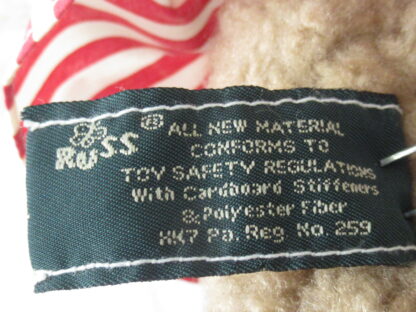 RUSS® ALL NEW MATERIAL
CONFORMS TO
TOY SAFETY REGULATIONS
With Cardboard Stiffeners
& Polyester Fiber
HK7 Pa. Reg No. 259